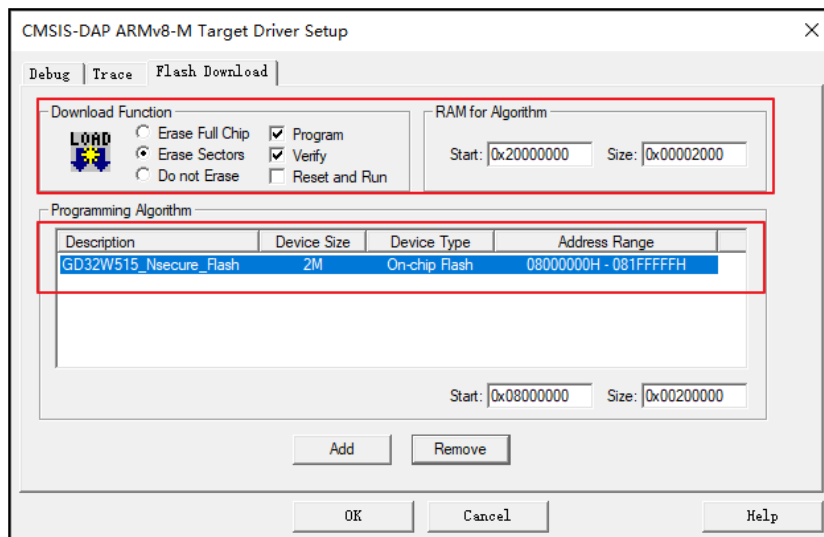 CMSIS-DAP ARMv8-M Target Driver Setup
Debug Trace Flash Download
Download Function RAM for Algorithm
LOAD Erase Full Chip Program
Erase Sectors Verify Start: 0x20000000 Size: 0x00002000
Do not Erase Reset and Run
Programming Algorithm
Description Device Size Device Type Address Range
GD32W515_Nsecure_Flash 2M On-chip Flash 08000000H - 081FFFFFH
Start: 0x08000000 Size: 0x00200000
Add Remove
OK Cancel Help